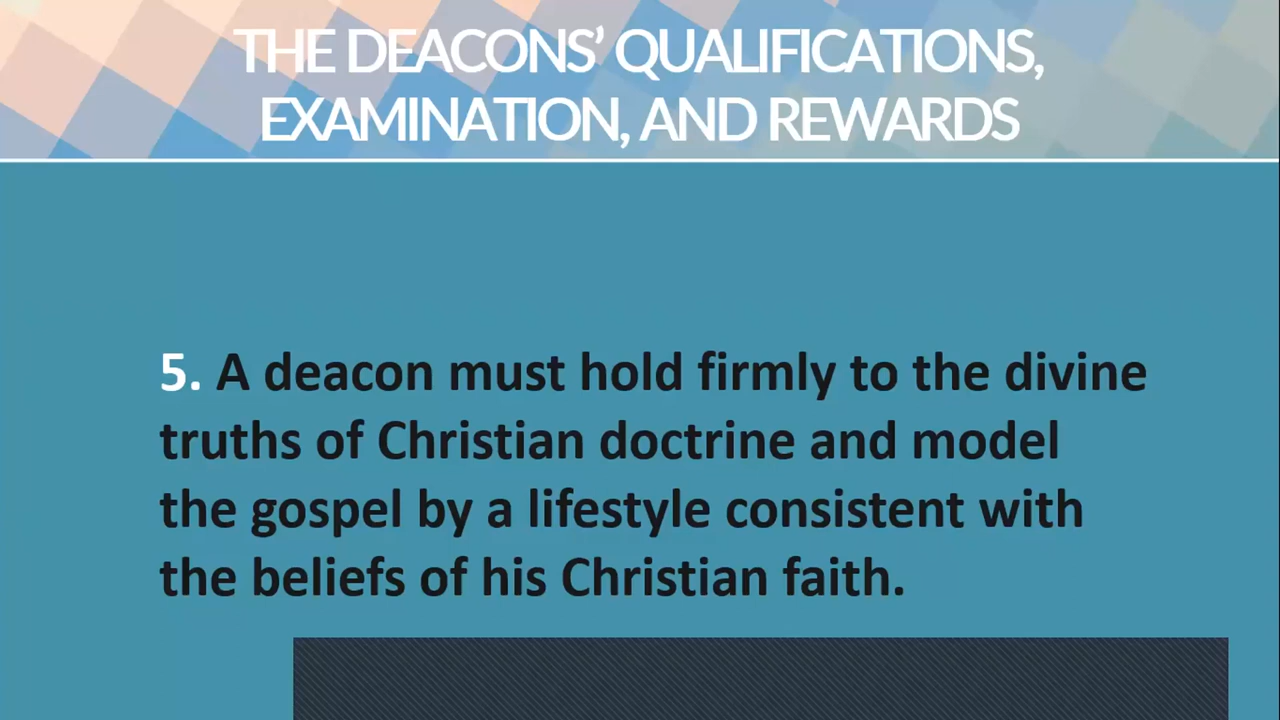 THE DEACONS’ QUALIFICATIONS,
EXAMINATION, AND REWARDS
5. A deacon must hold firmly to the divine
truths of Christian doctrine and model
the gospel by a lifestyle consistent with
the beliefs of his Christian faith.